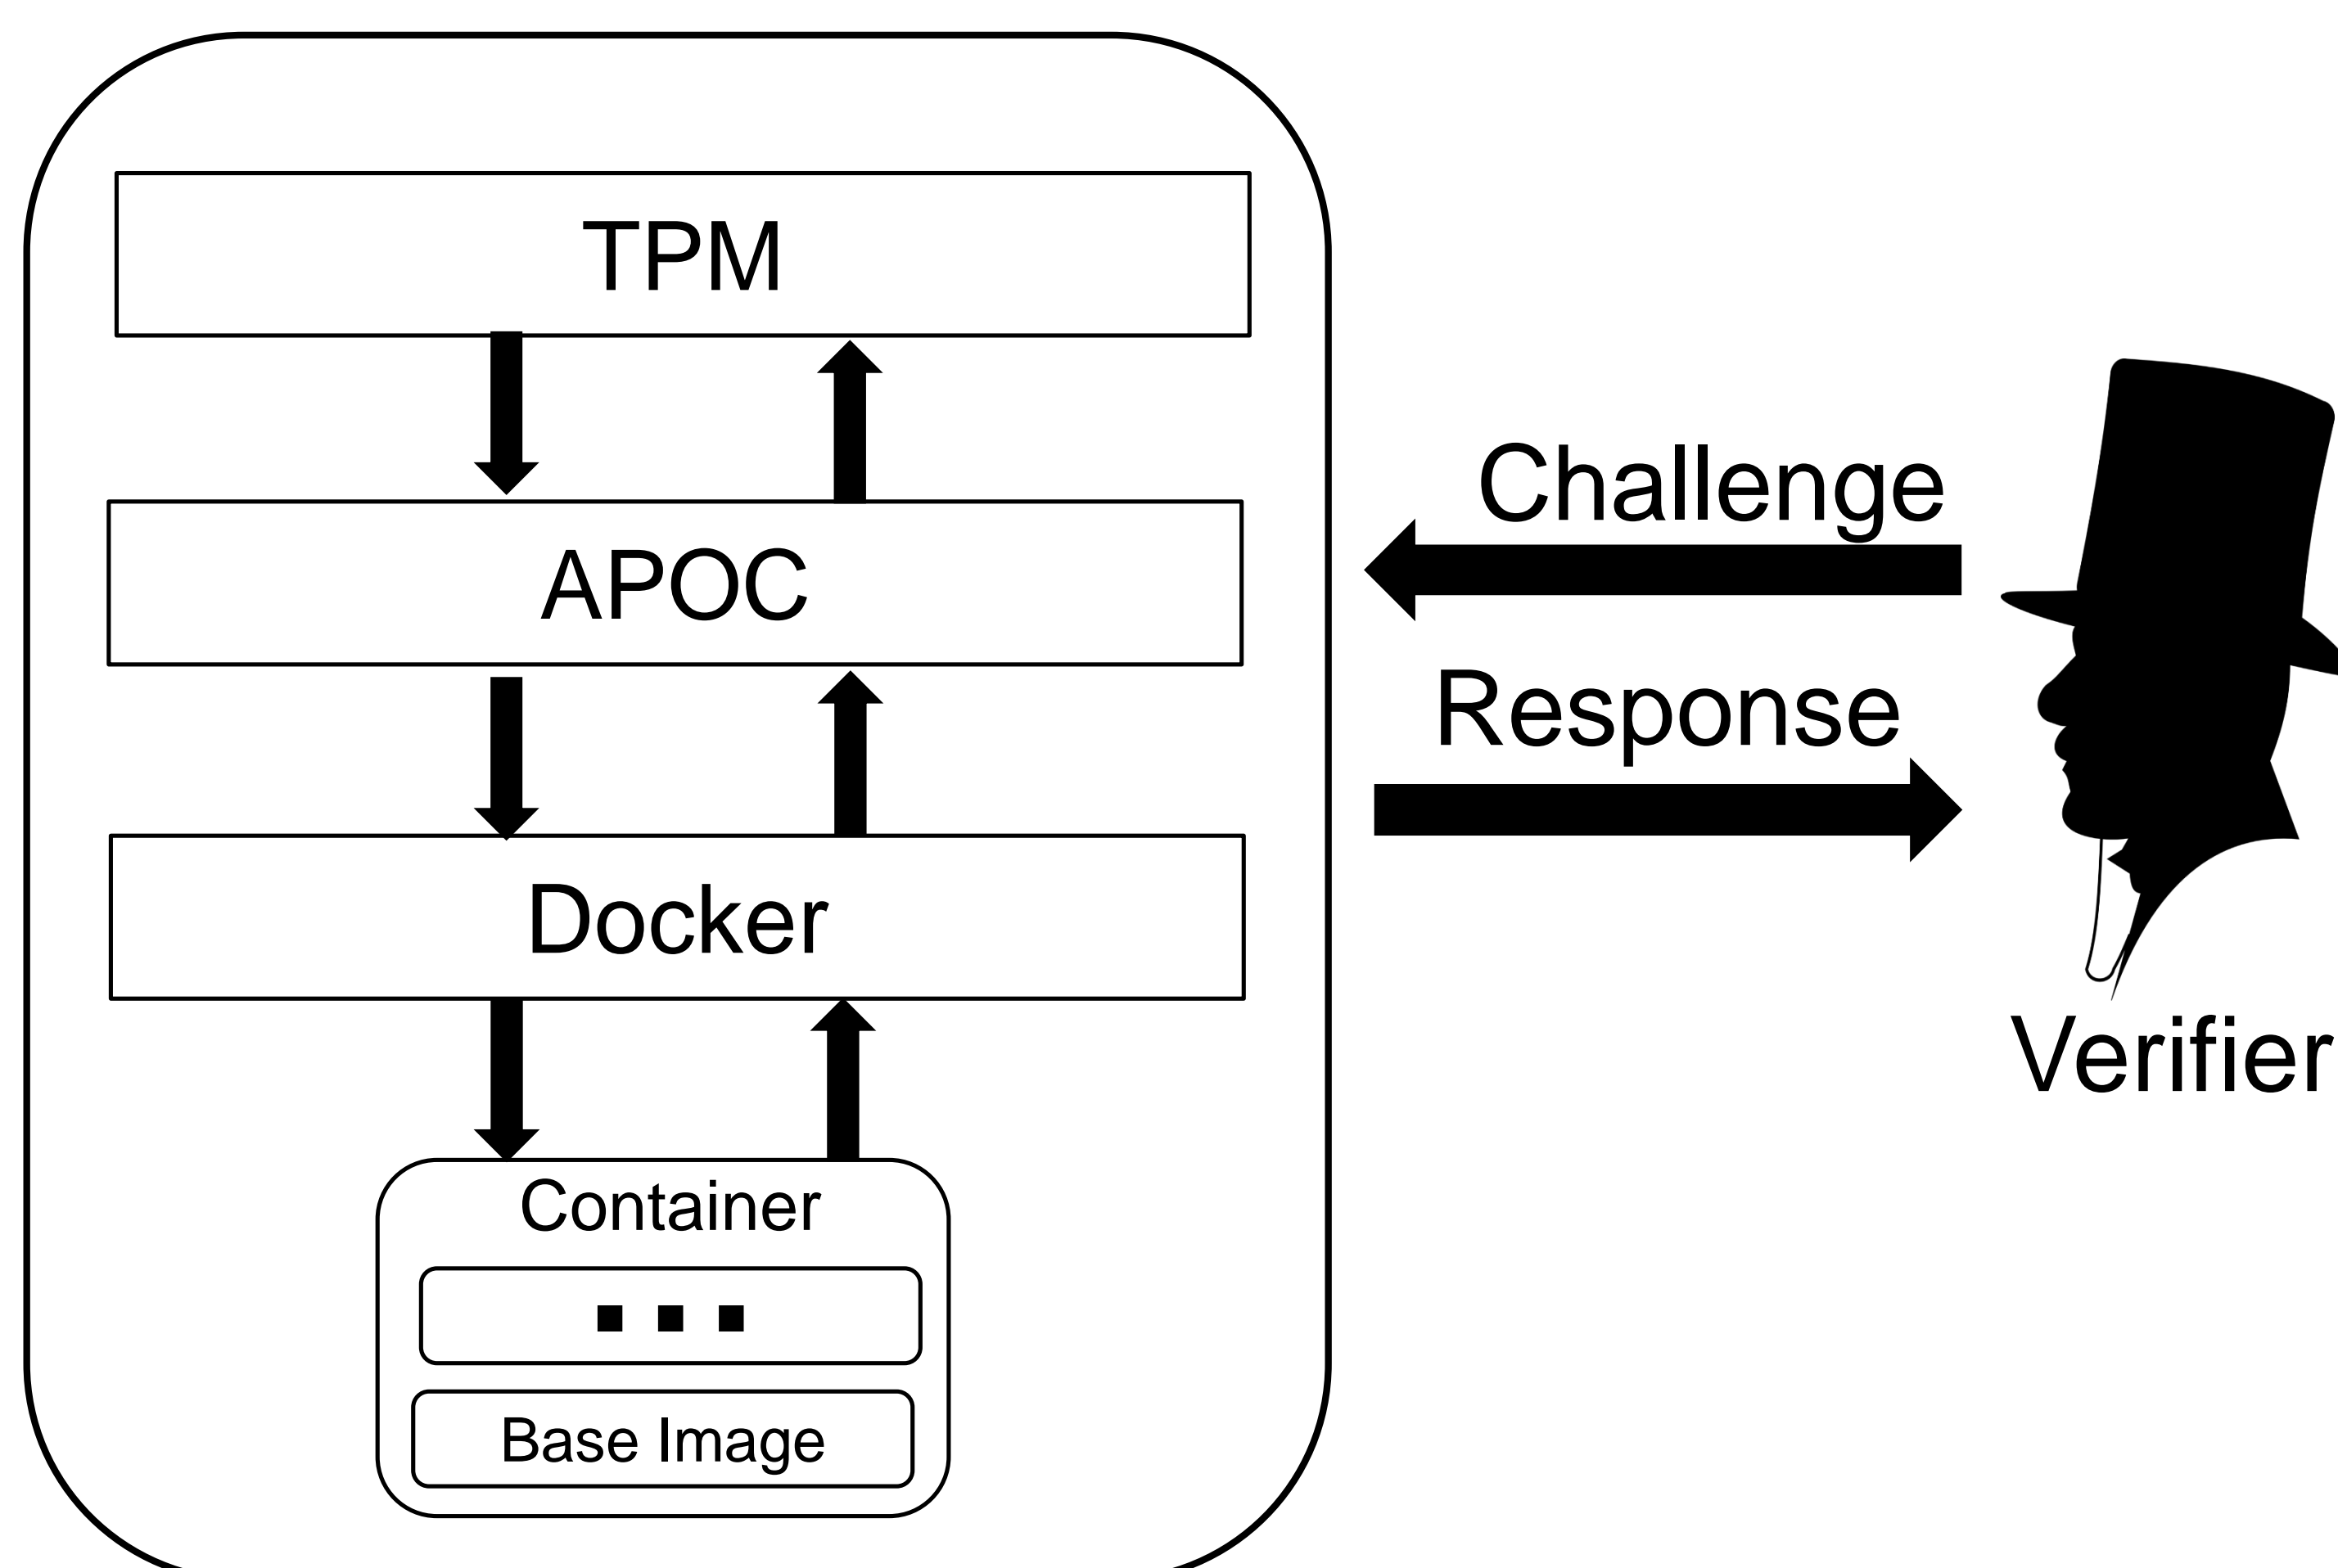 TPM
APOC
Docker
Container
Base Image
Challenge
Response
Verifier